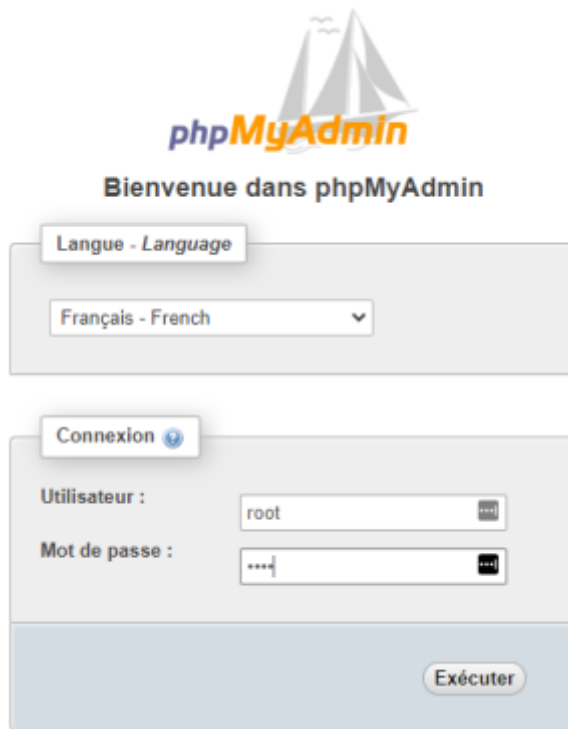 phpMyAdmin
Bienvenue dans phpMyAdmin
Langue - Language
Français - French
Connexion
Utilisateur :
root
Mot de passe :
••••
Exécuter